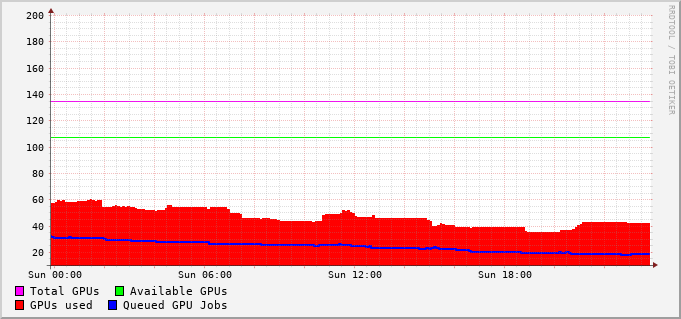 200
180
160
140
120
100
80
60
40
20
Sun 00:00 Sun 06:00 Sun 12:00 Sun 18:00
Total GPUs Available GPUs
GPUs used Queued GPU Jobs
RRDTOOL / TOBI OETIKER